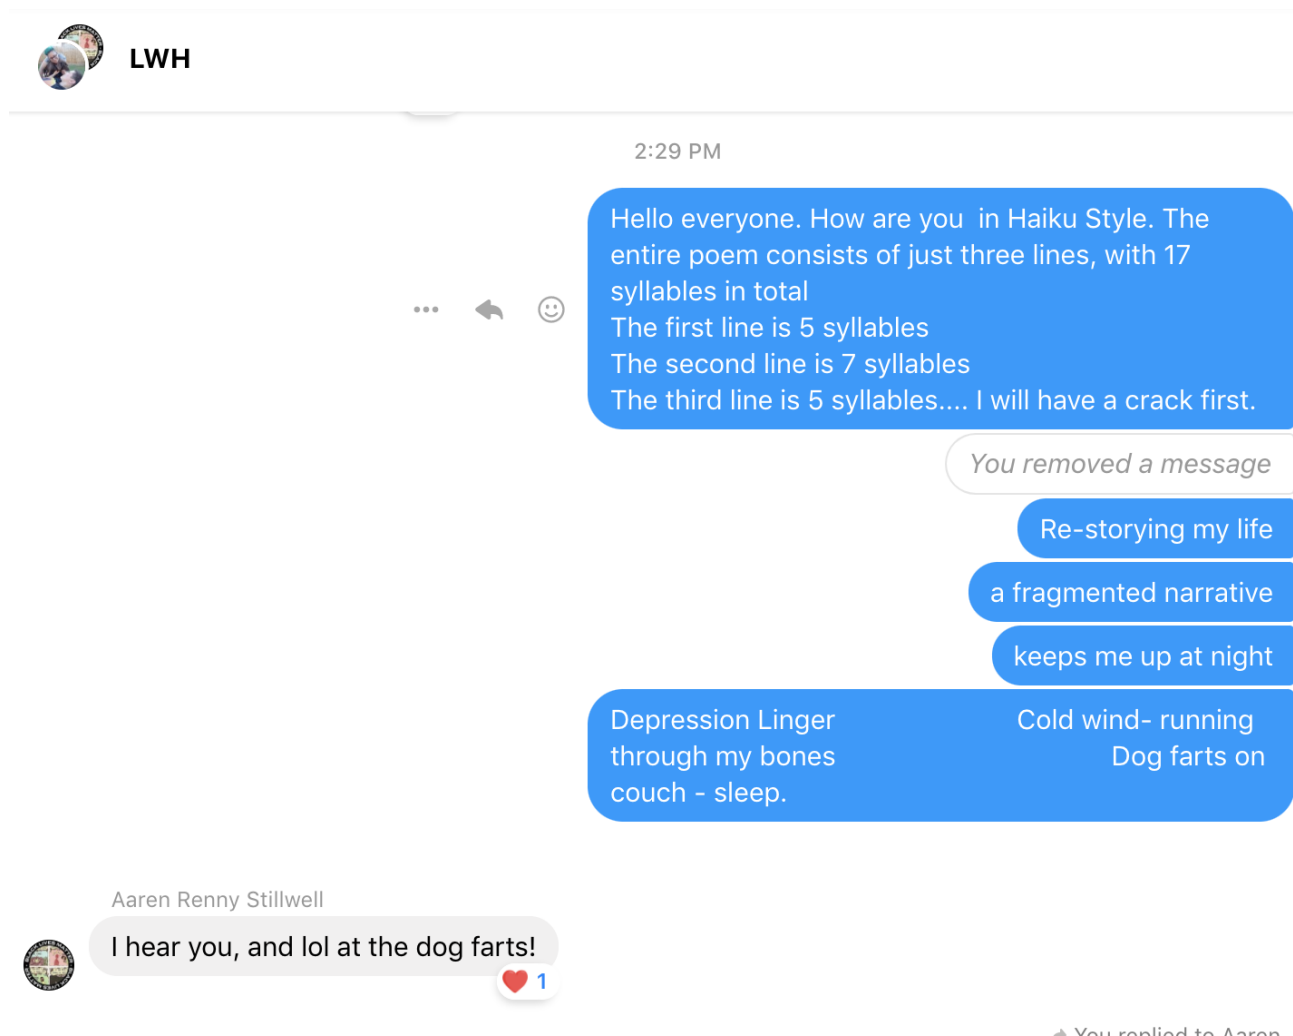 LWH
2:29 PM
Hello everyone. How are you  in Haiku Style. The
entire poem consists of just three lines, with 17
syllables in total
The first line is 5 syllables
The second line is 7 syllables
The third line is 5 syllables.... I will have a crack first.
You removed a message
Re-storying my life
a fragmented narrative
keeps me up at night
Depression Linger Cold wind- running
through my bones Dog farts on
couch - sleep.
Aaren Renny Stillwell
I hear you, and lol at the dog farts!
1
You replied to Aaren